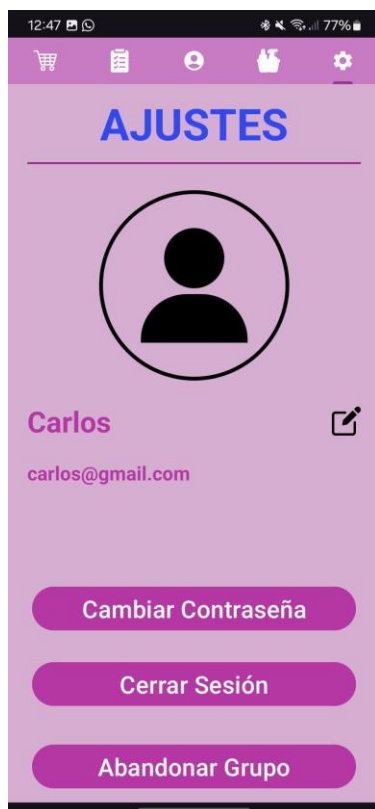 12:47
77%
AJUSTES
Carlos
carlos@gmail.com
Cambiar Contraseña
Cerrar Sesión
Abandonar Grupo